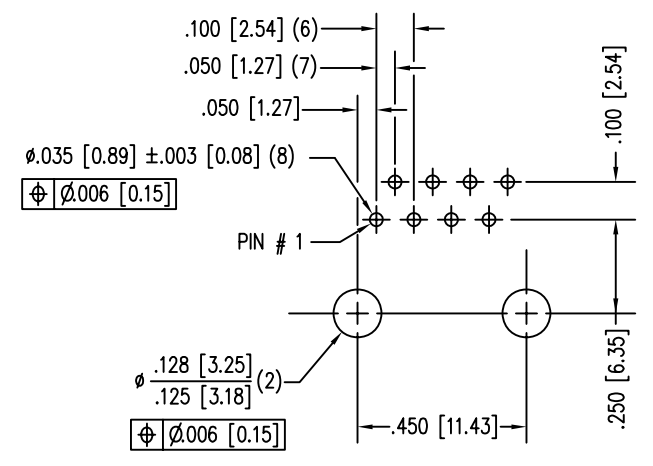 .100 [2.54] (6)
.050 [1.27] (7)
.050 [1.27]
.100 [2.54]
ø.035 [0.89] ±.003 [0.08] (8)
⌖ Ø.006 [0.15]
PIN # 1
ø .128 [3.25]
.125 [3.18] (2)
.250 [6.35]
⌖ Ø.006 [0.15]
.450 [11.43]